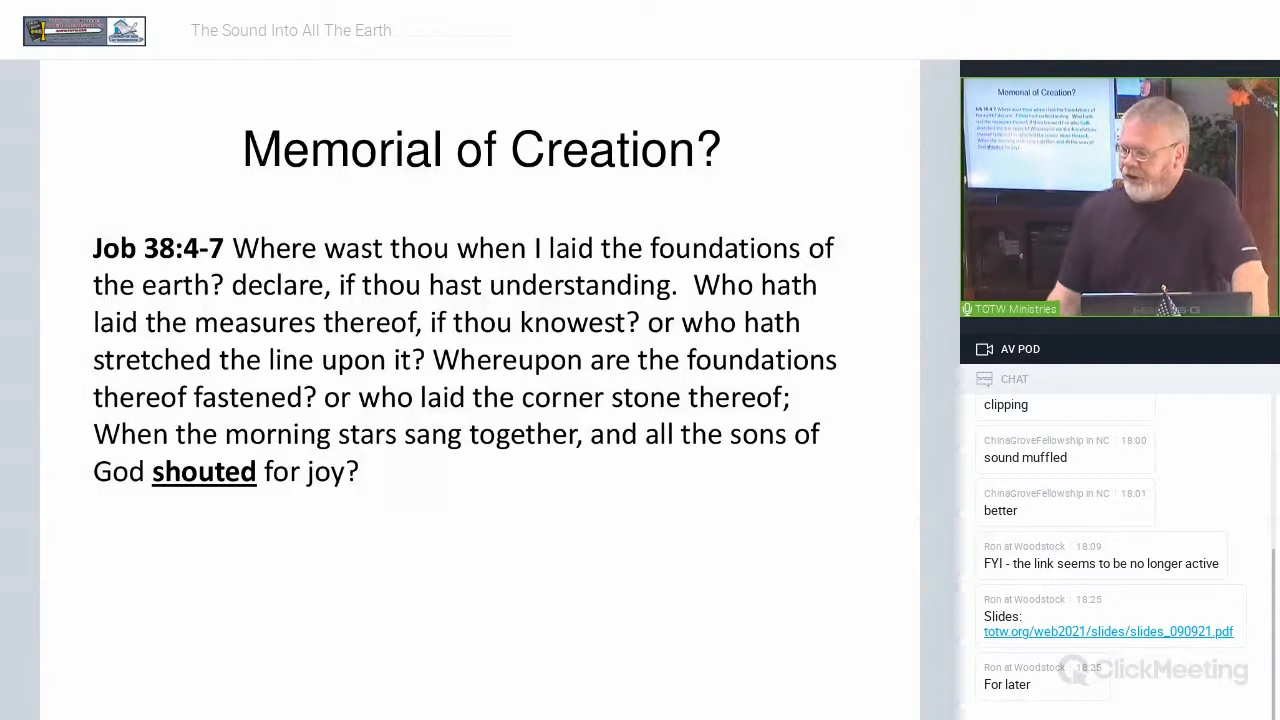 The Sound Into All The Earth
Memorial of Creation?
Job 38:4-7 Where wast thou when I laid the foundations of
the earth? declare, if thou hast understanding.  Who hath
laid the measures thereof, if thou knowest? or who hath
stretched the line upon it? Whereupon are the foundations
thereof fastened? or who laid the corner stone thereof;
When the morning stars sang together, and all the sons of
God shouted for joy?
Memorial of Creation?
TOTW Ministries
AV POD
CHAT
clipping
ChinaGroveFellowship in NC 18:00
sound muffled
ChinaGroveFellowship in NC 18:01
better
Ron at Woodstock 18:09
FYI - the link seems to be no longer active
Ron at Woodstock 18:25
Slides:
totw.org/web2021/slides/slides_090921.pdf
Ron at Woodstock 18:25
For later
ClickMeeting